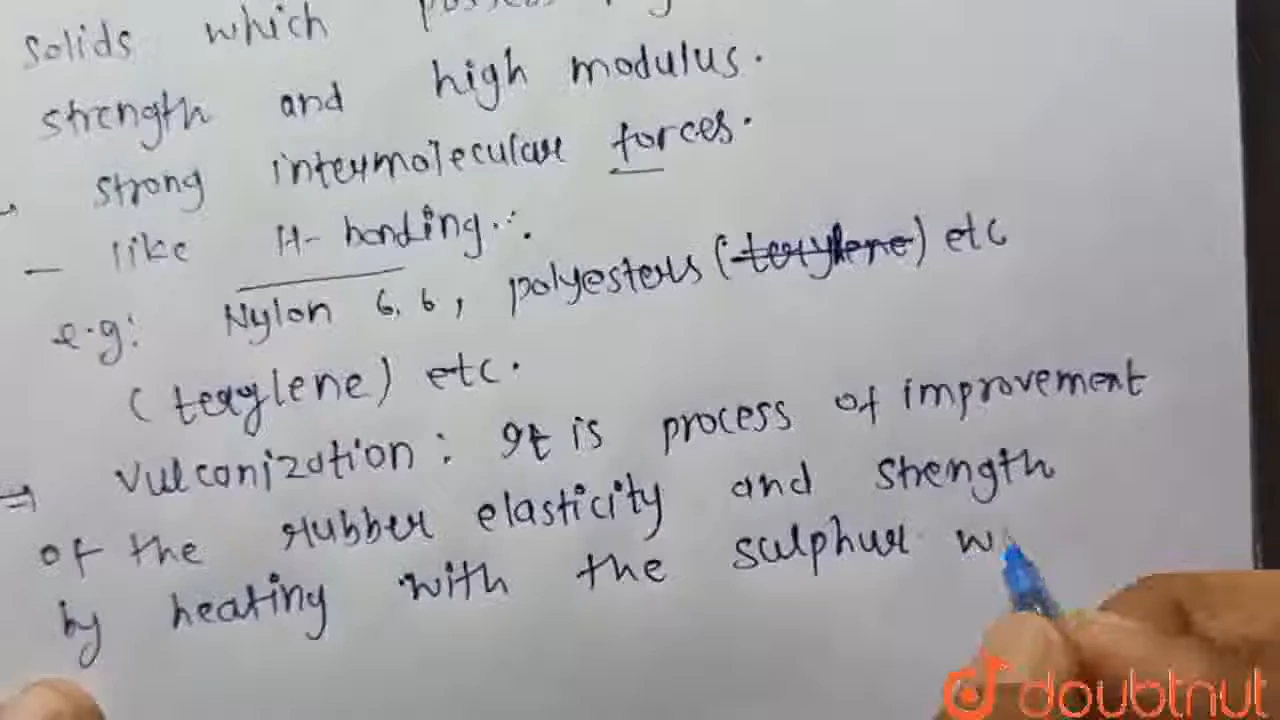 solids which
strength and high modulus.
strong intermolecular forces.
– like H-bonding.
e.g: Nylon 6, 6, polyesters (terylene) etc
(terylene) etc.
⇒ vulconization: It is process of improvement
of the rubber elasticity and strength
by heating with the sulphur w
doubtnut